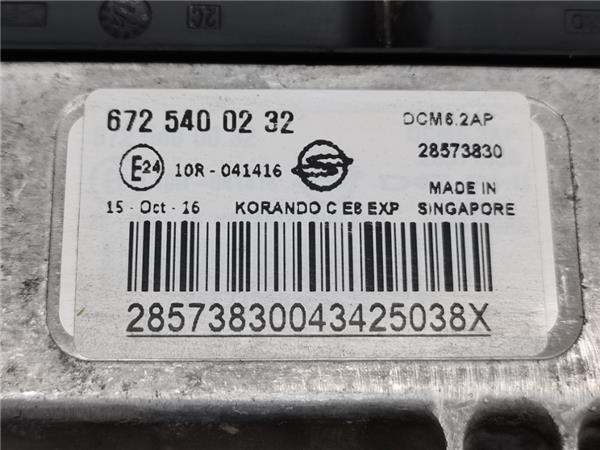 2C
672 540 02 32
DCM6.2AP
E24
10R - 041416
28573830
MADE IN
SINGAPORE
15 - Oct - 16
KORANDO C E6 EXP
28573830043425038X